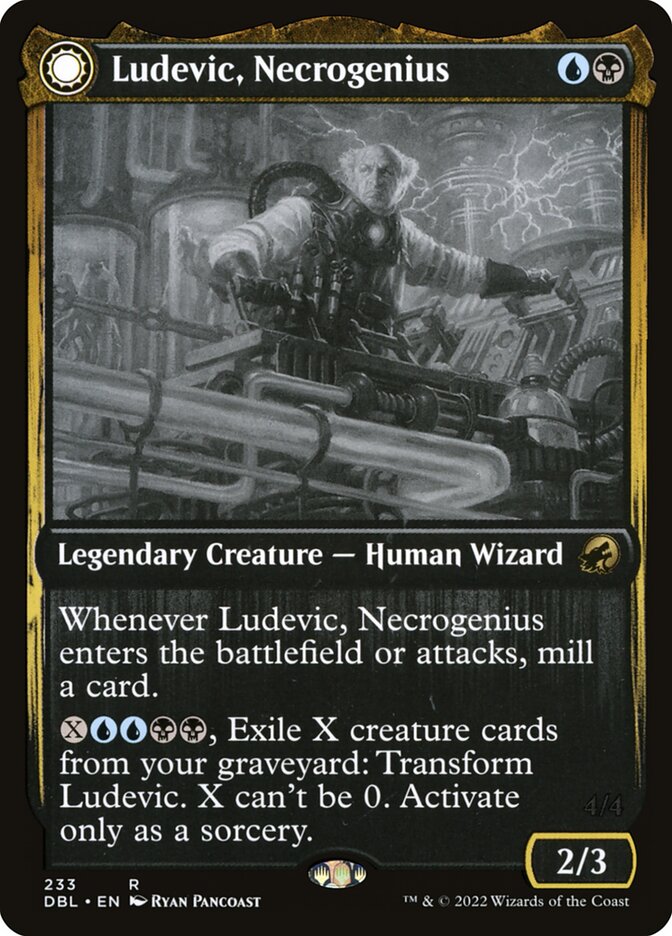 Ludevic, Necrogenius
Legendary Creature — Human Wizard
Whenever Ludevic, Necrogenius
enters the battlefield or attacks, mill
a card.
X, Exile X creature cards
from your graveyard: Transform
Ludevic. X can't be 0. Activate
only as a sorcery.
4/4
2/3
233 R
DBL • EN Ryan Pancoast
™ & © 2022 Wizards of the Coast